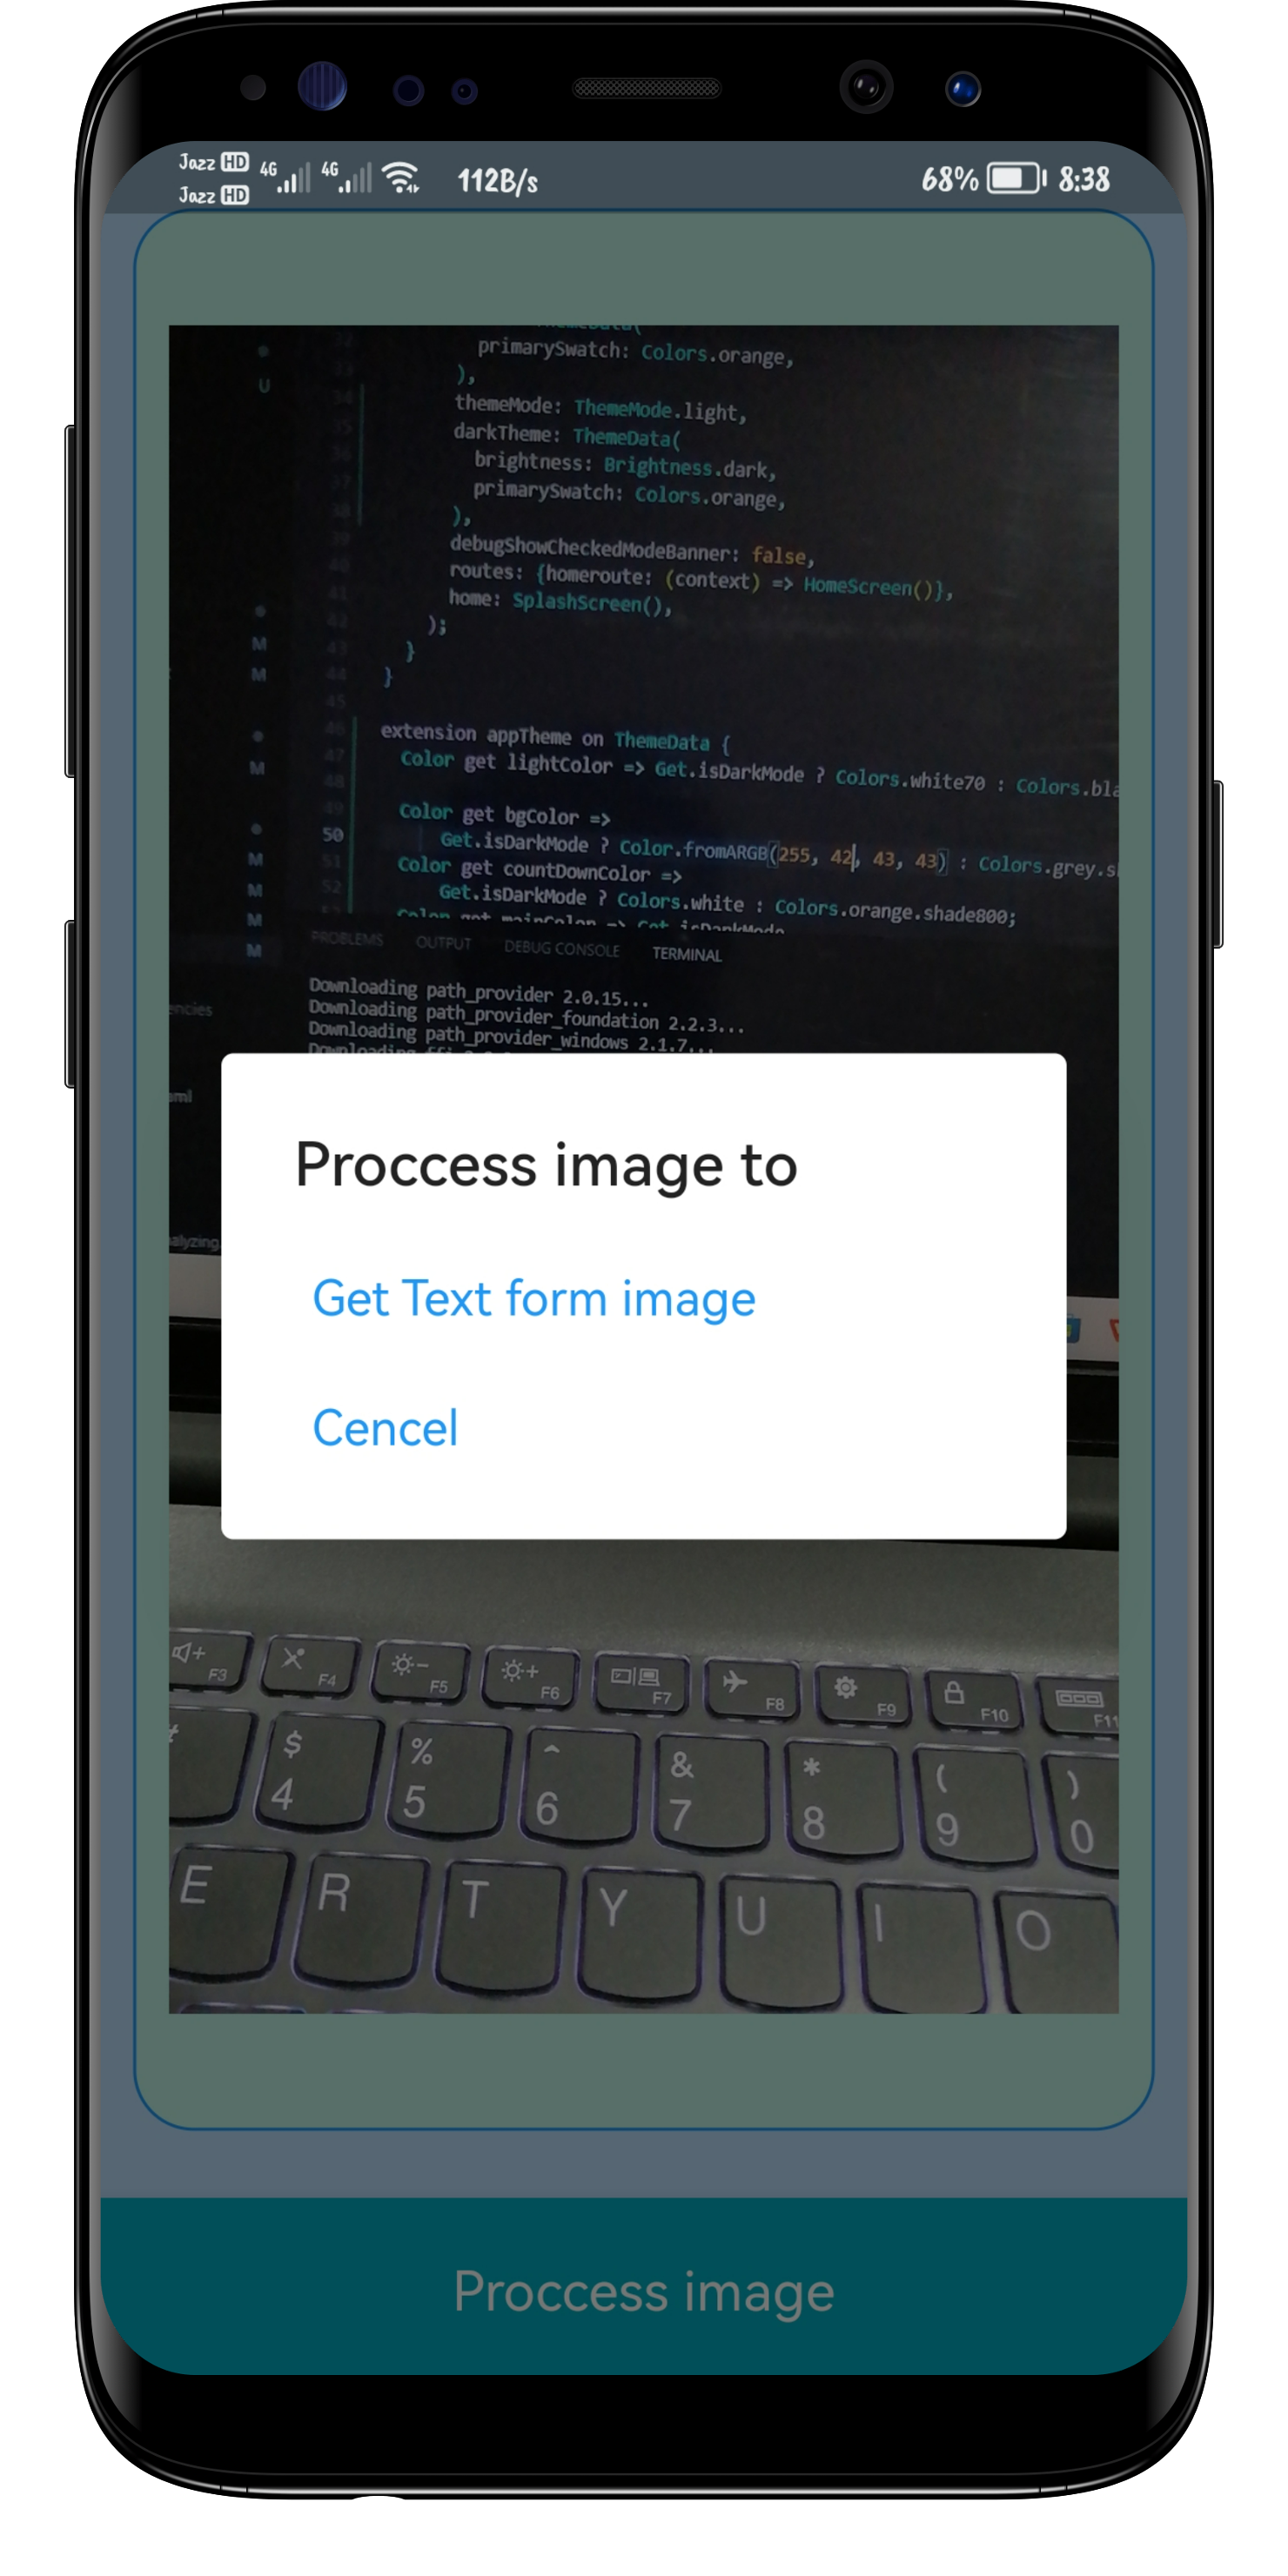 Jazz HD
4G
4G
112B/s
68%
8:38
Jazz HD
primarySwatch: Colors.orange,
),
themeMode: ThemeMode.light,
darkTheme: ThemeData(
brightness: Brightness.dark,
primarySwatch: Colors.orange,
),
debugShowCheckedModeBanner: false,
routes: {homeroute: (context) => HomeScreen()},
home: SplashScreen(),
);
}
}
extension appTheme on ThemeData {
Color get lightColor => Get.isDarkMode ? Colors.white70 : Colors.bla
Color get bgColor =>
50 Get.isDarkMode ? Color.fromARGB(255, 42, 43, 43) : Colors.grey.s
Color get countDownColor =>
52 Get.isDarkMode ? Colors.white : Colors.orange.shade800;
PROBLEMS OUTPUT DEBUG CONSOLE TERMINAL
Downloading path_provider 2.0.15...
Downloading path_provider_foundation 2.2.3...
Downloading path_provider_windows 2.1.7...
Proccess image to
Get Text form image
Cencel
F3 F4 F5 F6 F7 F8 F9 F10 F11
$ % ^ & * ( )
4 5 6 7 8 9 0
E R T Y U I O
Proccess image